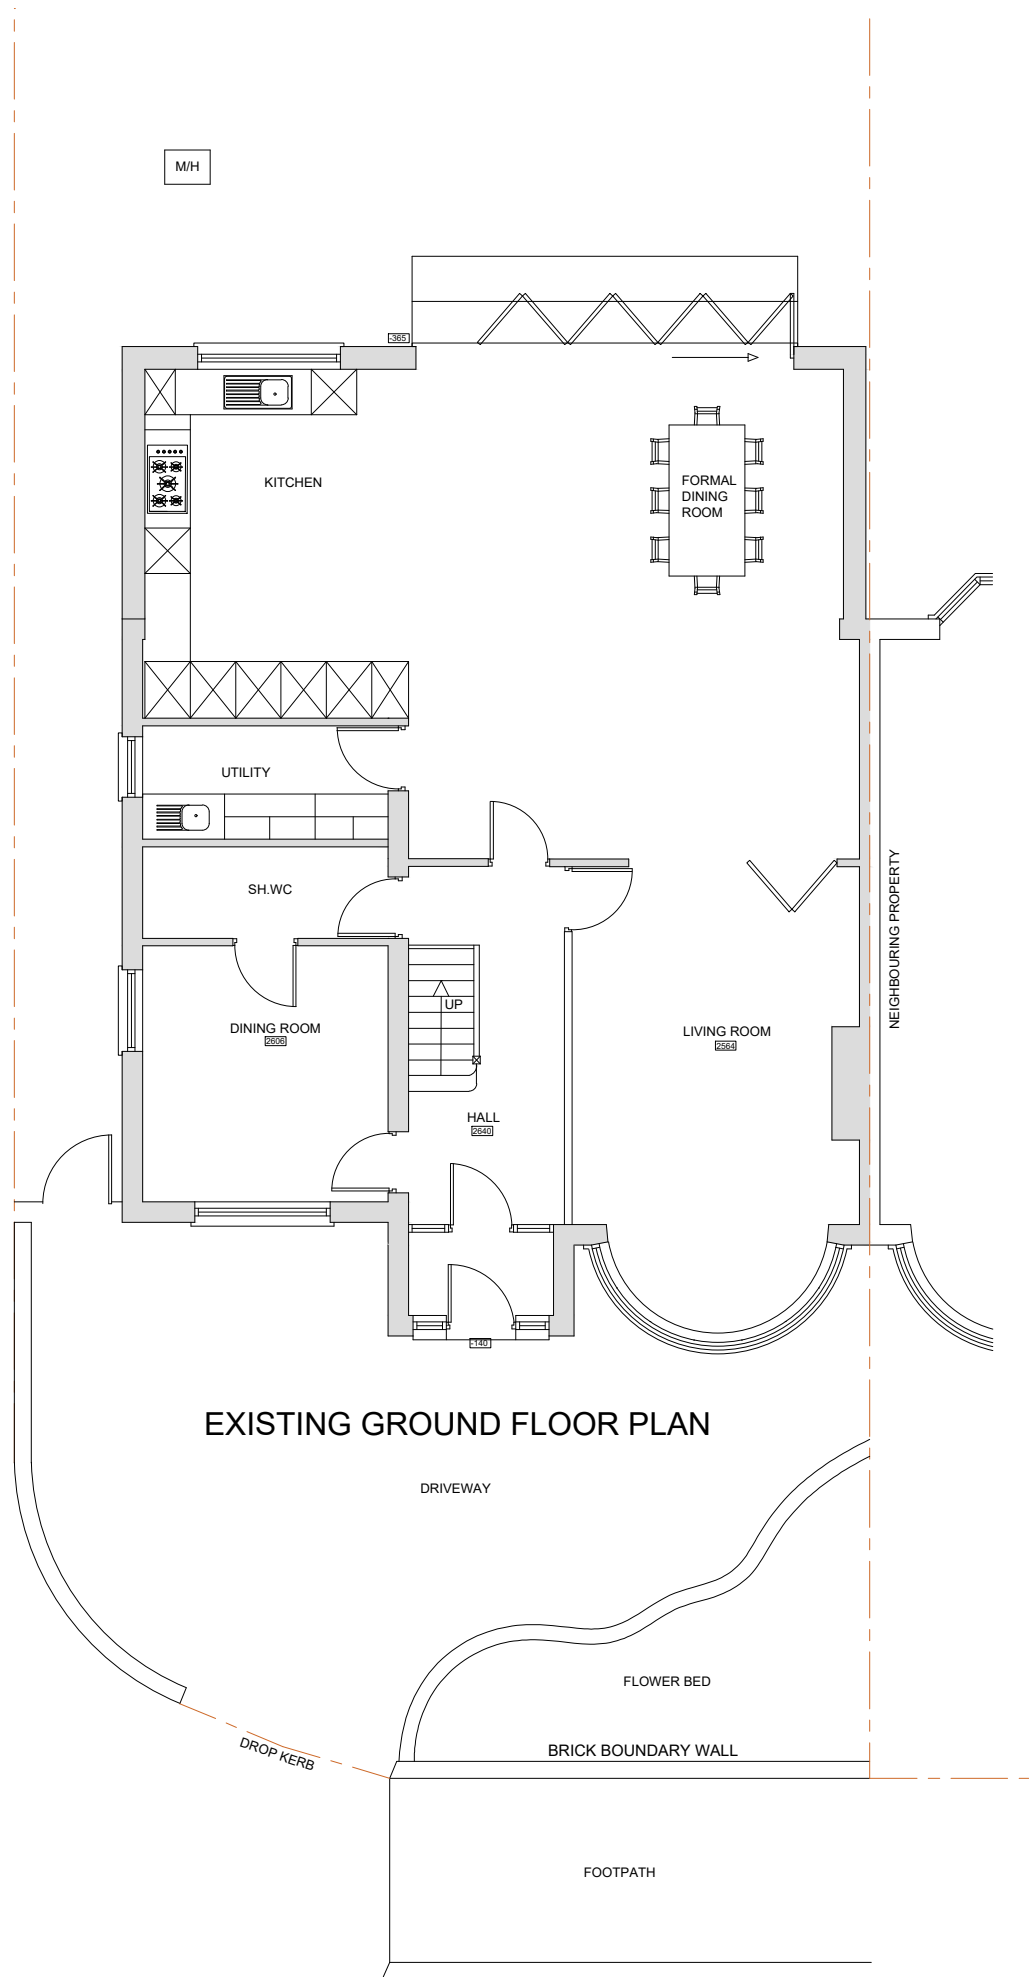 M/H
-365
KITCHEN
FORMAL
DINING
ROOM
UTILITY
SH.WC
NEIGHBOURING PROPERTY
UP
DINING ROOM
2606
LIVING ROOM
2564
HALL
2640
-140
EXISTING GROUND FLOOR PLAN
DRIVEWAY
FLOWER BED
DROP KERB
BRICK BOUNDARY WALL
FOOTPATH